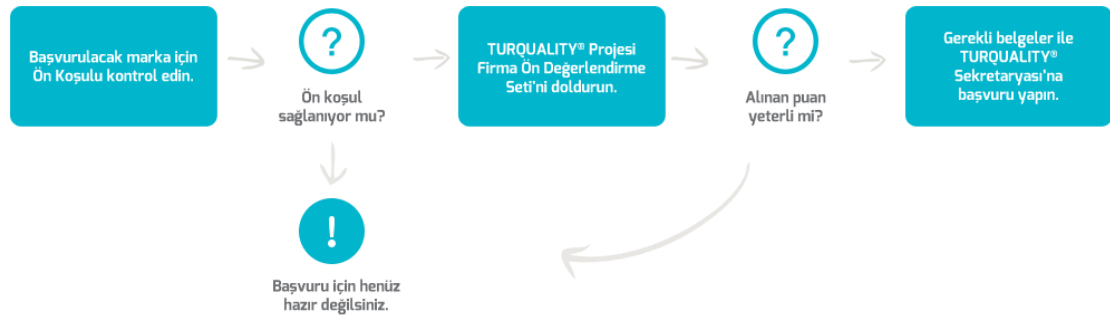 Başvurulacak marka için
Ön Koşulu kontrol edin.
?
Ön koşul
sağlanıyor mu?
TURQUALITY® Projesi
Firma Ön Değerlendirme
Seti'ni doldurun.
?
Alınan puan
yeterli mi?
Gerekli belgeler ile
TURQUALITY®
Sekretaryası'na
başvuru yapın.
!
Başvuru için henüz
hazır değilsiniz.